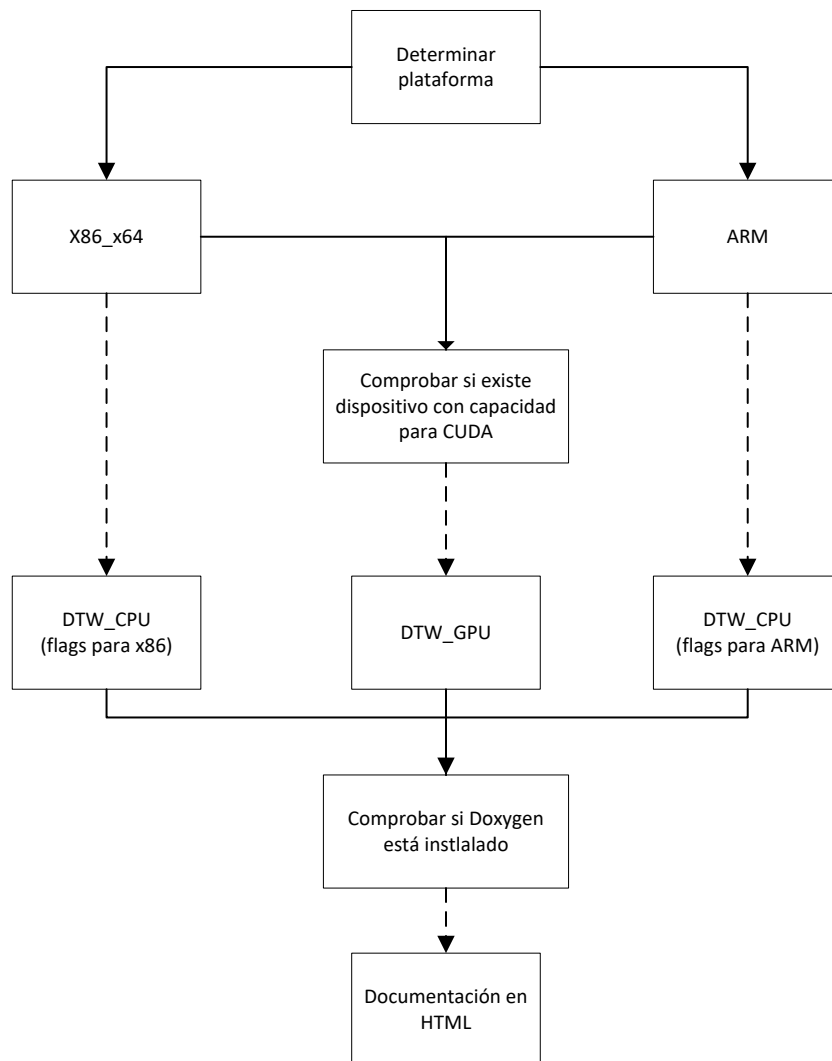 Determinar
plataforma
X86_x64
ARM
Comprobar si existe
dispositivo con capacidad
para CUDA
DTW_CPU
(flags para x86)
DTW_GPU
DTW_CPU
(flags para ARM)
Comprobar si Doxygen
está instlalado
Documentación en
HTML